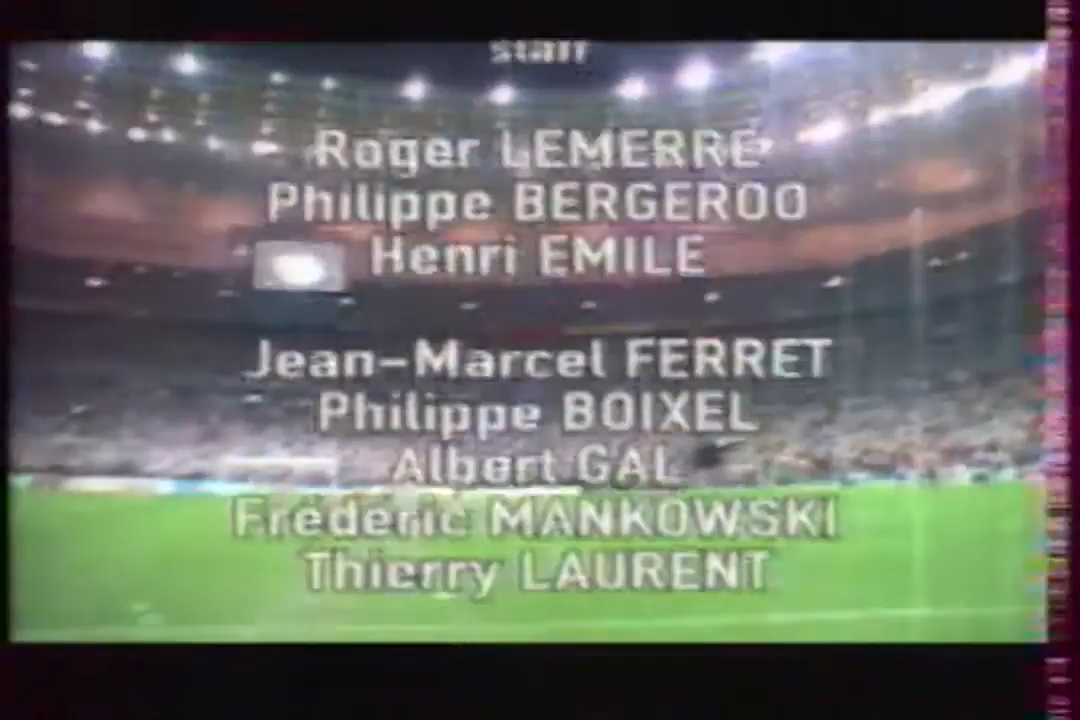 staff
Roger LEMERRE
Philippe BERGEROO
Henri EMILE
Jean-Marcel FERRET
Philippe BOIXEL
Albert GAL
Frédéric MANKOWSKI
Thierry LAURENT